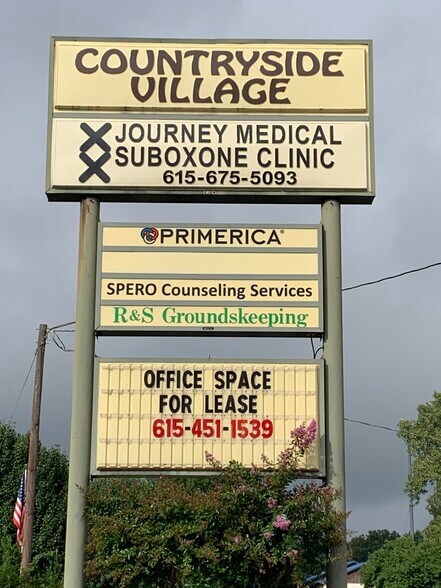 COUNTRYSIDE
VILLAGE
JOURNEY MEDICAL
SUBOXONE CLINIC
615-675-5093
PRIMERICA®
SPERO Counseling Services
R&S Groundskeeping
OFFICE SPACE
FOR LEASE
615-451-1539